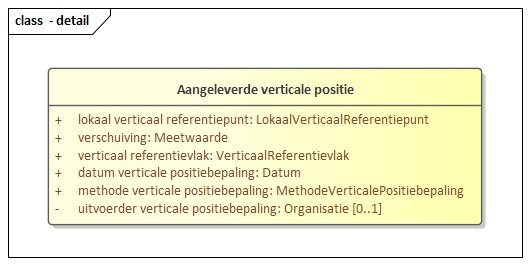 class - detail
Aangeleverde verticale positie
+ lokaal verticaal referentiepunt: LokaalVerticaalReferentiepunt
+ verschuiving: Meetwaarde
+ verticaal referentievlak: VerticaalReferentievlak
+ datum verticale positiebepaling: Datum
+ methode verticale positiebepaling: MethodeVerticalePositiebepaling
- uitvoerder verticale positiebepaling: Organisatie [0..1]